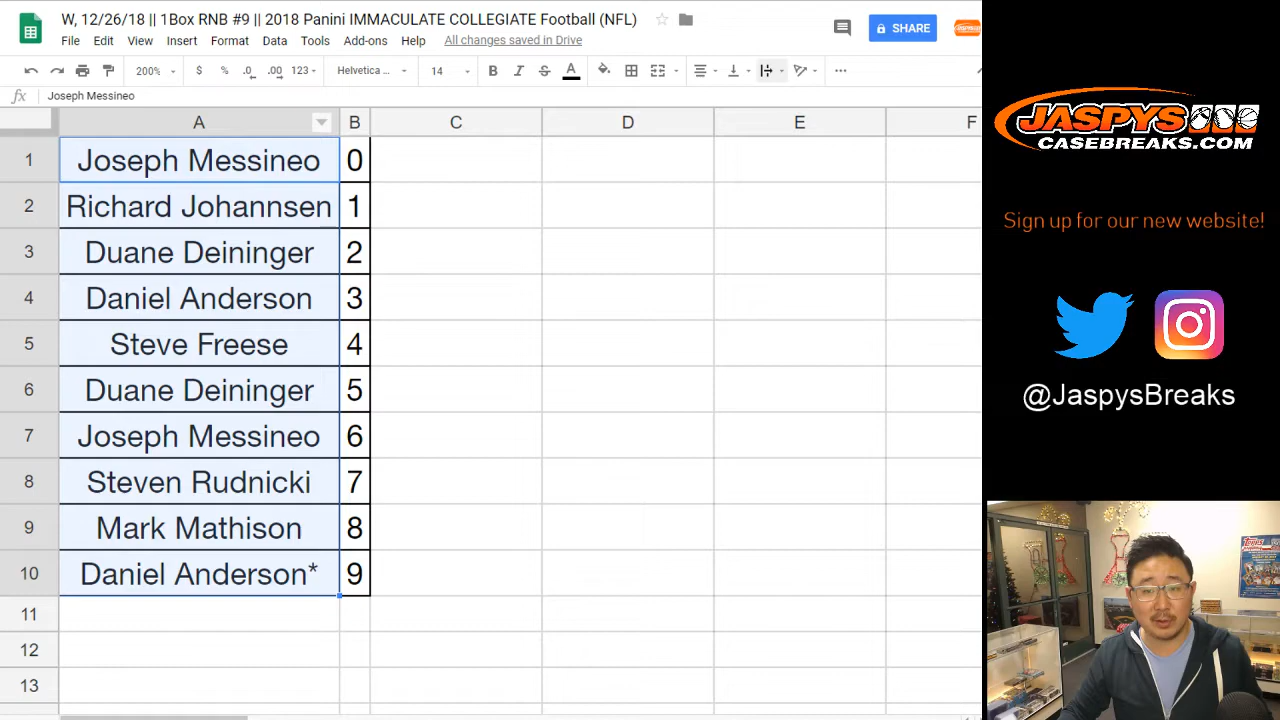 W, 12/26/18 || 1Box RNB #9 || 2018 Panini IMMACULATE COLLEGIATE Football (NFL)
File Edit View Insert Format Data Tools Add-ons Help All changes saved in Drive
SHARE
200% $ % .0 .00 123 Helvetica ... 14 B I S A
fx Joseph Messineo
A B C D E F
1 Joseph Messineo 0
2 Richard Johannsen 1
3 Duane Deininger 2
4 Daniel Anderson 3
5 Steve Freese 4
6 Duane Deininger 5
7 Joseph Messineo 6
8 Steven Rudnicki 7
9 Mark Mathison 8
10 Daniel Anderson* 9
11
12
13
JASPYS
CASEBREAKS.COM
Sign up for our new website!
@JaspysBreaks